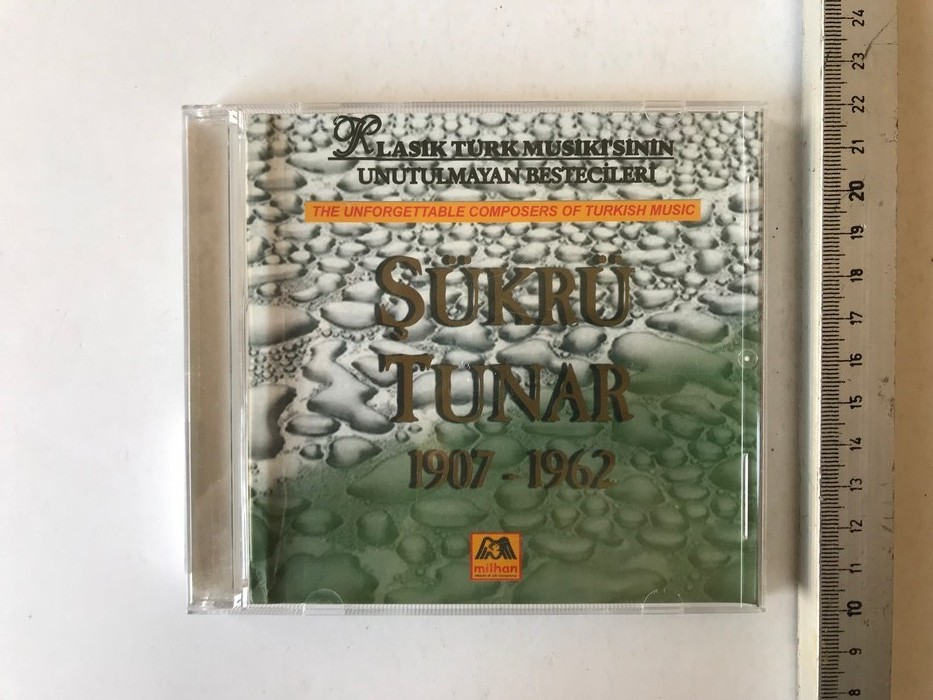 KLASİK TÜRK MUSİKİ'SİNİN
UNUTULMAYAN BESTECİLERİ
THE UNFORGETTABLE COMPOSERS OF TURKISH MUSIC
ŞÜKRÜ
TUNAR
1907 - 1962
milhan
24
23
22
21
20
19
18
17
16
15
14
13
12
11
10
9
8